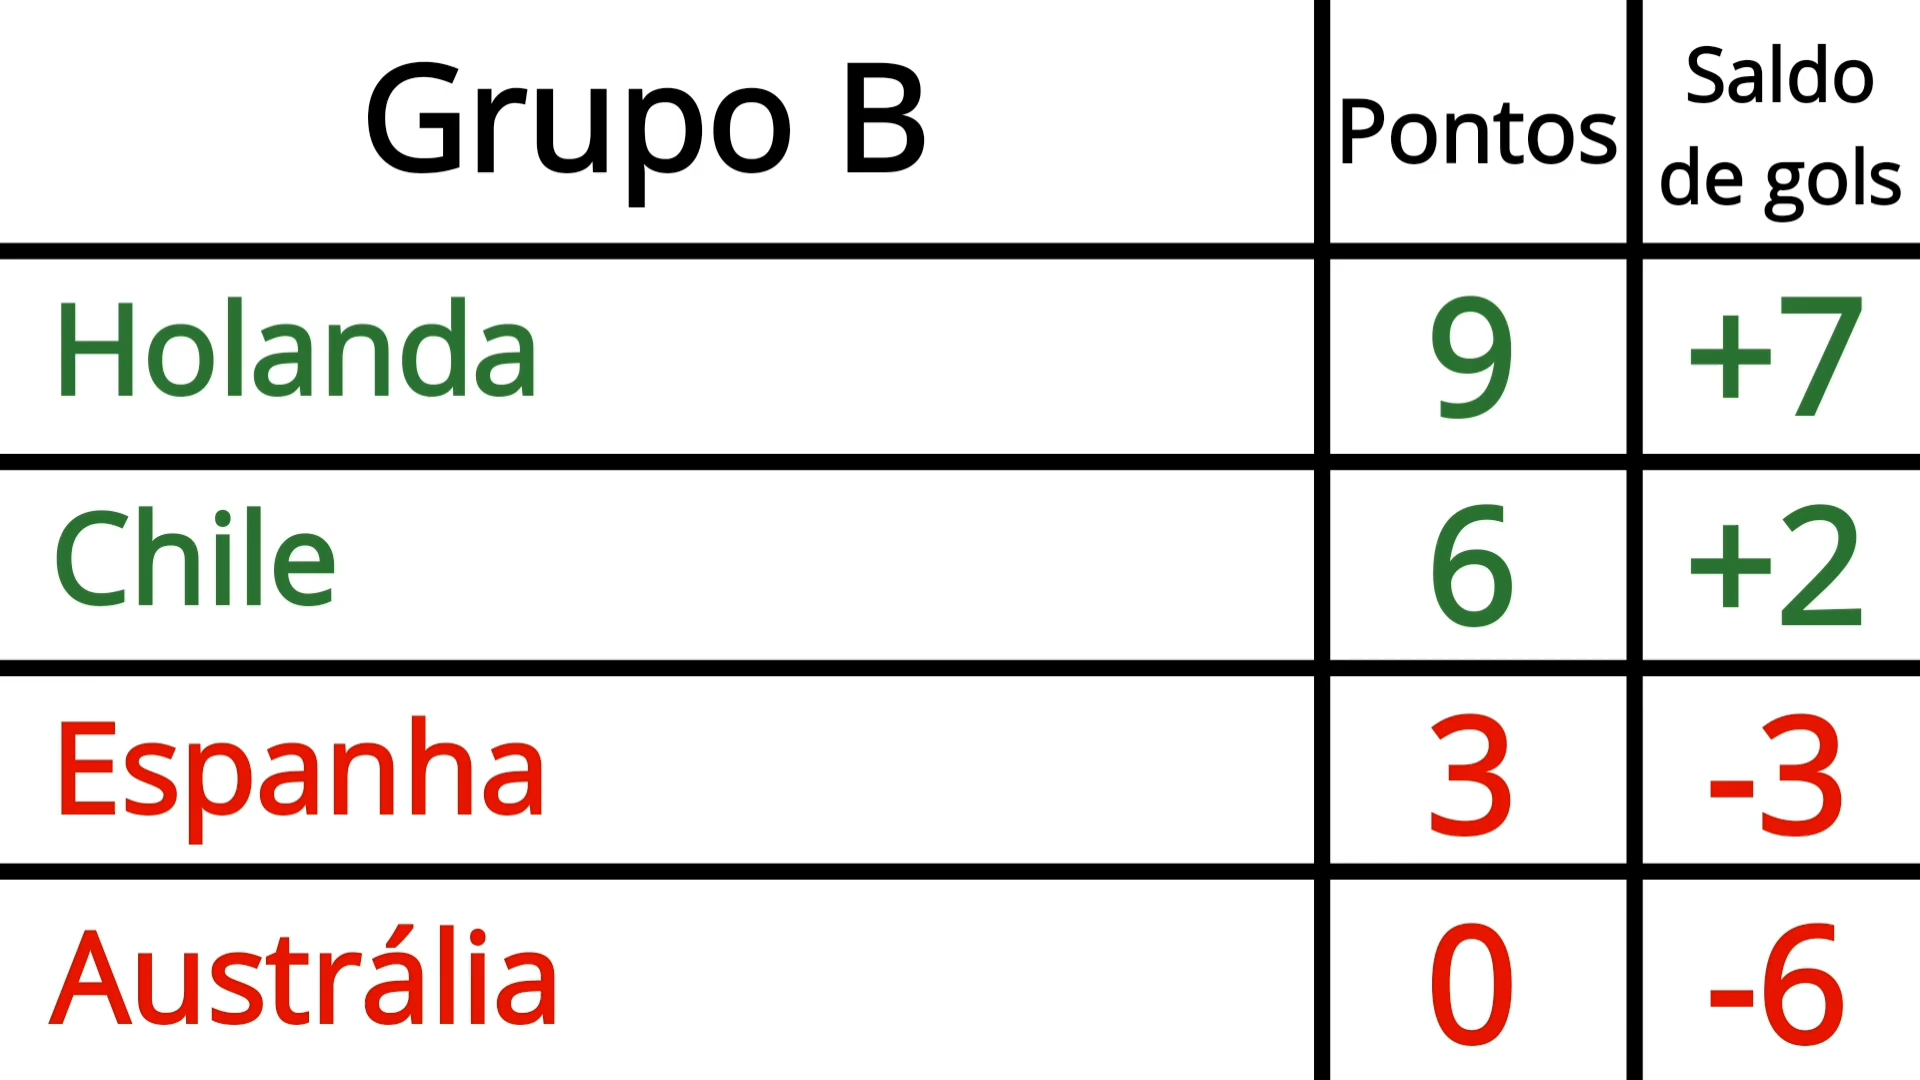 Grupo B Pontos Saldo de gols
Holanda 9 +7
Chile 6 +2
Espanha 3 -3
Austrália 0 -6